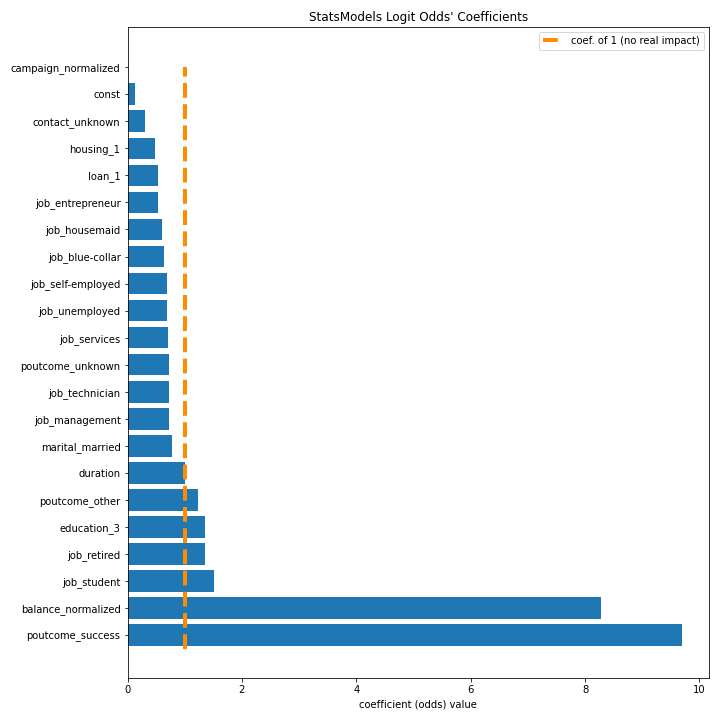 StatsModels Logit Odds' Coefficients
coef. of 1 (no real impact)
campaign_normalized
const
contact_unknown
housing_1
loan_1
job_entrepreneur
job_housemaid
job_blue-collar
job_self-employed
job_unemployed
job_services
poutcome_unknown
job_technician
job_management
marital_married
duration
poutcome_other
education_3
job_retired
job_student
balance_normalized
poutcome_success
0 2 4 6 8 10
coefficient (odds) value